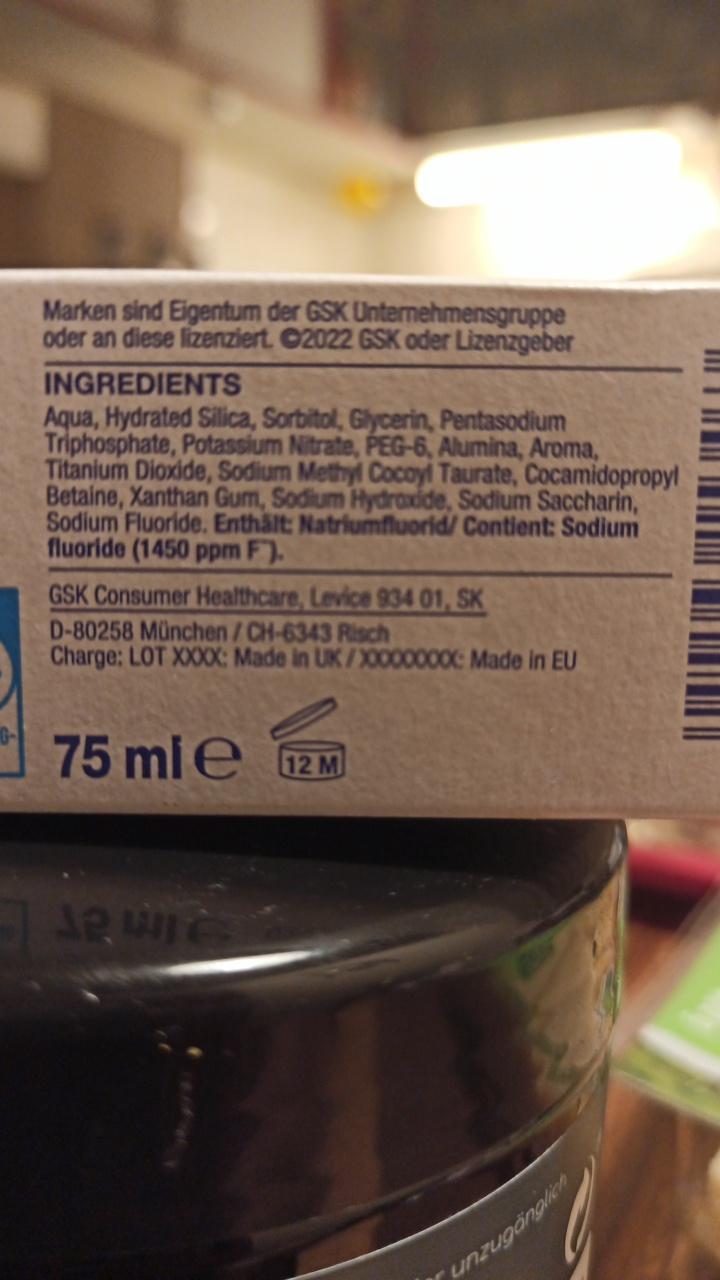 Marken sind Eigentum der GSK Unternehmensgruppe
oder an diese lizenziert. ©2022 GSK oder Lizenzgeber
INGREDIENTS
Aqua, Hydrated Silica, Sorbitol, Glycerin, Pentasodium
Triphosphate, Potassium Nitrate, PEG-6, Alumina, Aroma,
Titanium Dioxide, Sodium Methyl Cocoyl Taurate, Cocamidopropyl
Betaine, Xanthan Gum, Sodium Hydroxide, Sodium Saccharin,
Sodium Fluoride. Enthält: Natriumfluorid/ Contient: Sodium
fluoride (1450 ppm F⁻).
GSK Consumer Healthcare, Levice 934 01, SK
D-80258 München / CH-6343 Risch
Charge: LOT XXXX: Made in UK / XXXXXXXX: Made in EU
G-
75 ml e
12 M
unzugänglich